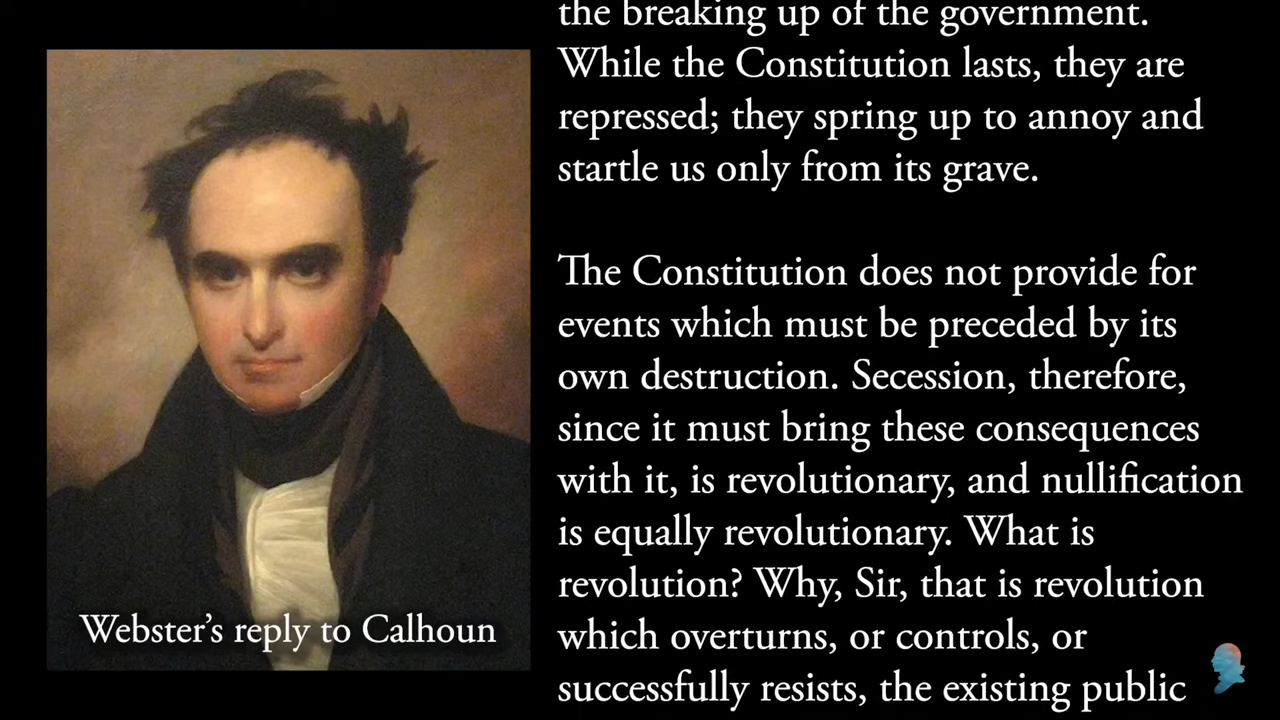 the breaking up of the government.
While the Constitution lasts, they are
repressed; they spring up to annoy and
startle us only from its grave.
The Constitution does not provide for
events which must be preceded by its
own destruction. Secession, therefore,
since it must bring these consequences
with it, is revolutionary, and nullification
is equally revolutionary. What is
revolution? Why, Sir, that is revolution
which overturns, or controls, or
successfully resists, the existing public
Webster’s reply to Calhoun